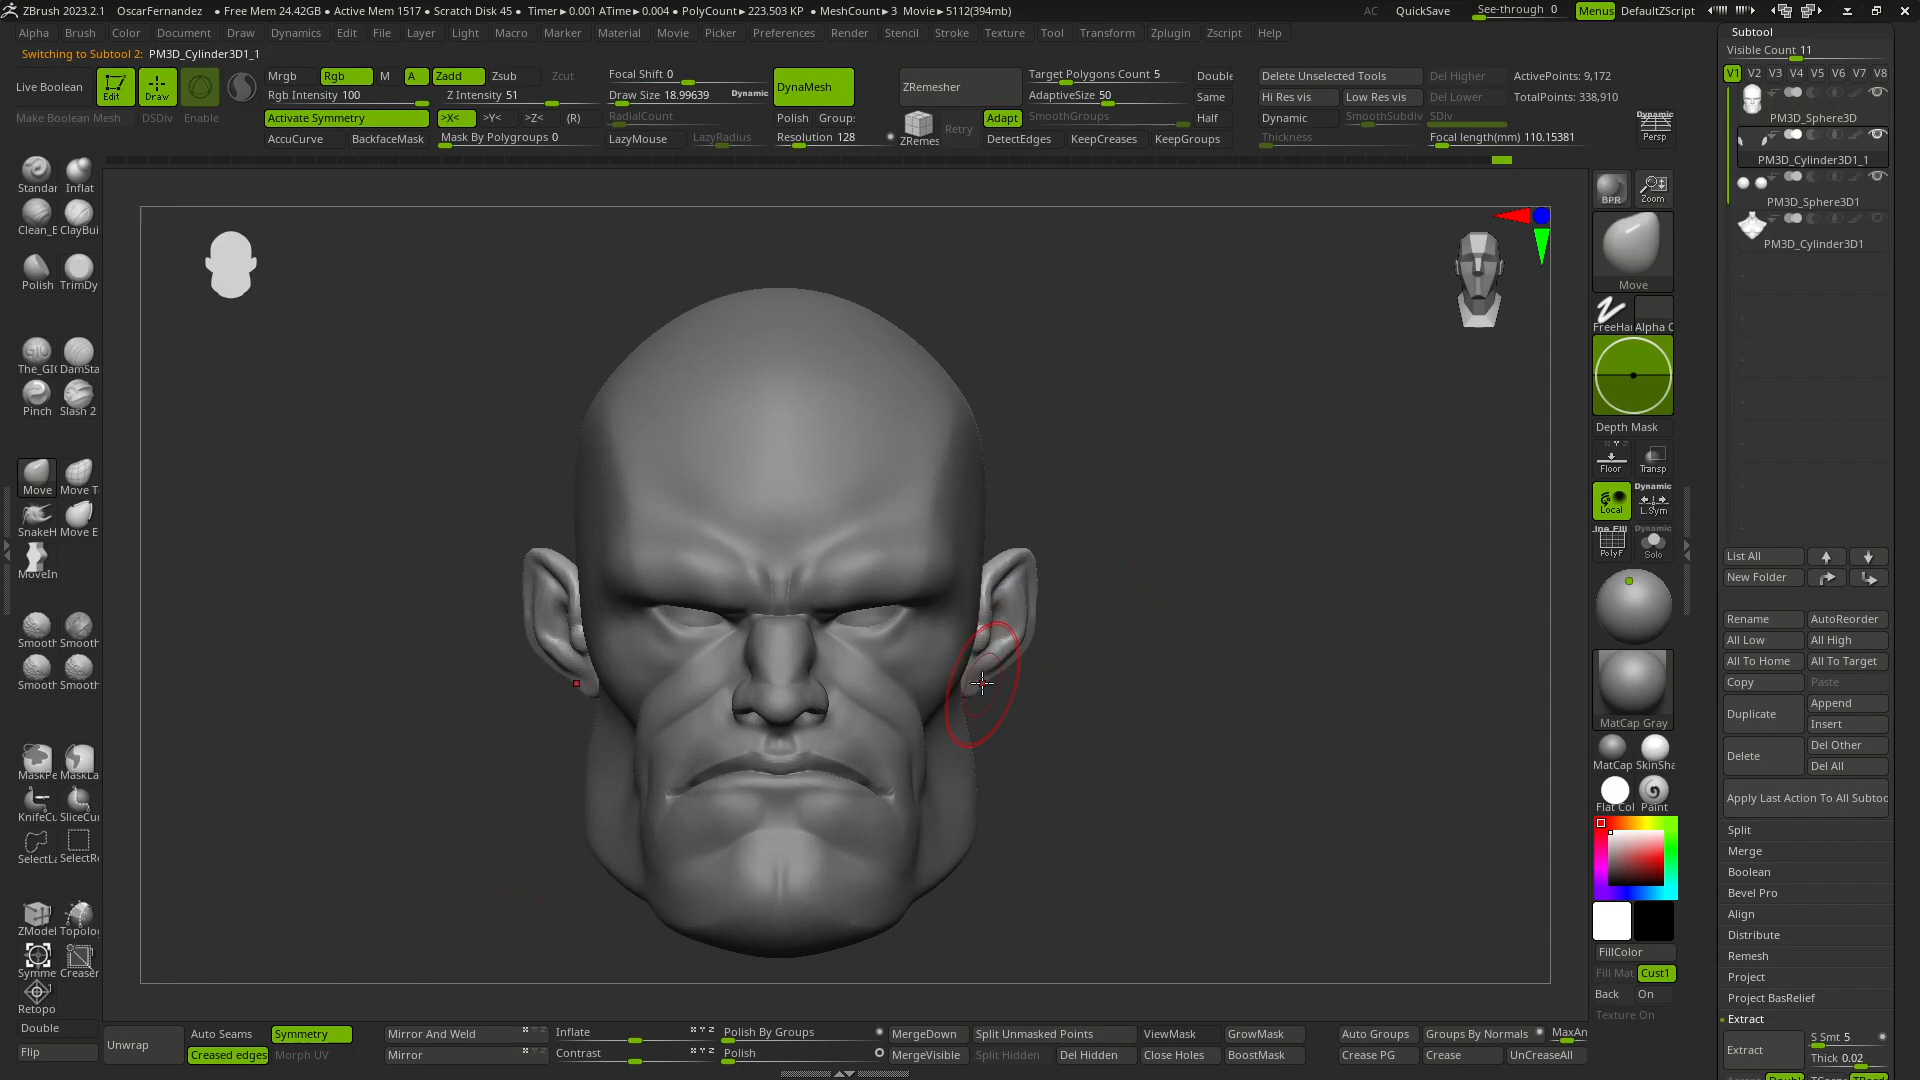 ZBrush 2023.2.1 OscarFernandez • Free Mem 24.42GB • Active Mem 1517 • Scratch Disk 45 • Timer▸0.001 ATime▸0.004 • PolyCount▸223.503 KP • MeshCount▸3 Movie▸5112(394mb) AC QuickSave See-through 0 Menus DefaultZScript
Alpha Brush Color Document Draw Dynamics Edit File Layer Light Macro Marker Material Movie Picker Preferences Render Stencil Stroke Texture Tool Transform Zplugin Zscript Help
Switching to Subtool 2: PM3D_Cylinder3D1_1
Live Boolean
Make Boolean Mesh
Edit
Draw
DSDiv
Enable
Mrgb Rgb M A Zadd Zsub Zcut
Rgb Intensity 100 Z Intensity 51
Activate Symmetry >X< >Y< >Z< (R)
AccuCurve BackfaceMask Mask By Polygroups 0
Focal Shift 0
Draw Size 18.99639 Dynamic
RadialCount
LazyMouse LazyRadius
DynaMesh
Polish Group:
Resolution 128
ZRemesher
ZRemes
Retry
Target Polygons Count 5 Double
AdaptiveSize 50 Same
Adapt SmoothGroups Half
DetectEdges KeepCreases KeepGroups
Delete Unselected Tools Del Higher ActivePoints: 9,172
Hi Res vis Low Res vis Del Lower TotalPoints: 338,910
Dynamic SmoothSubdiv SDiv
Thickness Focal length(mm) 110.15381
Dynamic
Persp
Standar Inflat
Clean_E ClayBui
Polish TrimDy
The_GI DamSta
Pinch Slash 2
Move Move T
SnakeH Move E
MoveIn
Smoot Smoot
Smoot Smoot
MaskPe MaskLa
KnifeCu SliceCu
SelectLa SelectRe
ZModel Topolo
Symme Creaser
1
Retopo
Double
Flip
BPR
Zoom
Move
FreeHa Alpha O
Depth Mask
Floor
Transp
Local
Dynamic
L.Sym
Line Fill
PolyF
Dynamic
Solo
MatCap Gray
MatCap SkinSha
Flat Col Paint
FillColor
Fill Mat Cust1
Back On
Texture On
Subtool
Visible Count 11
V1 V2 V3 V4 V5 V6 V7 V8
PM3D_Sphere3D
PM3D_Cylinder3D1_1
PM3D_Sphere3D1
PM3D_Cylinder3D1
List All
New Folder
Rename AutoReorder
All Low All High
All To Home All To Target
Copy Paste
Duplicate
Append
Insert
Delete
Del Other
Del All
Apply Last Action To All Subtoo
Split
Merge
Boolean
Bevel Pro
Align
Distribute
Remesh
Project
Project BasRelief
Extract
Extract
S Smt 5
Thick 0.02
Unwrap
Auto Seams Symmetry
Creased edges Morph UV
Mirror And Weld
Mirror
Inflate
Contrast
Polish By Groups
Polish
MergeDown Split Unmasked Points ViewMask GrowMask
MergeVisible Split Hidden Del Hidden Close Holes BoostMask
Auto Groups Groups By Normals MaxAn
Crease PG Crease UnCreaseAll